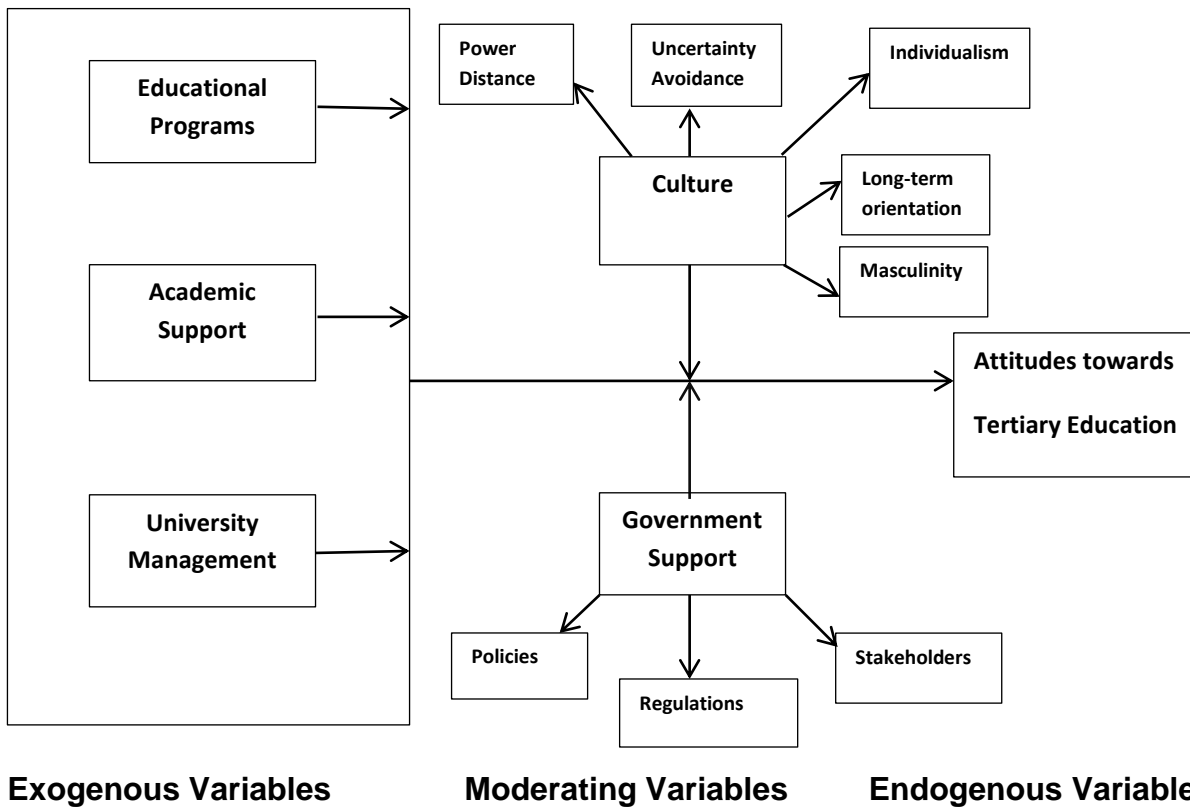 Educational
Programs
Academic
Support
University
Management
Power
Distance
Uncertainty
Avoidance
Individualism
Culture
Long-term
orientation
Masculinity
Attitudes towards
Tertiary Education
Government
Support
Policies
Regulations
Stakeholders
Exogenous Variables
Moderating Variables
Endogenous Variable